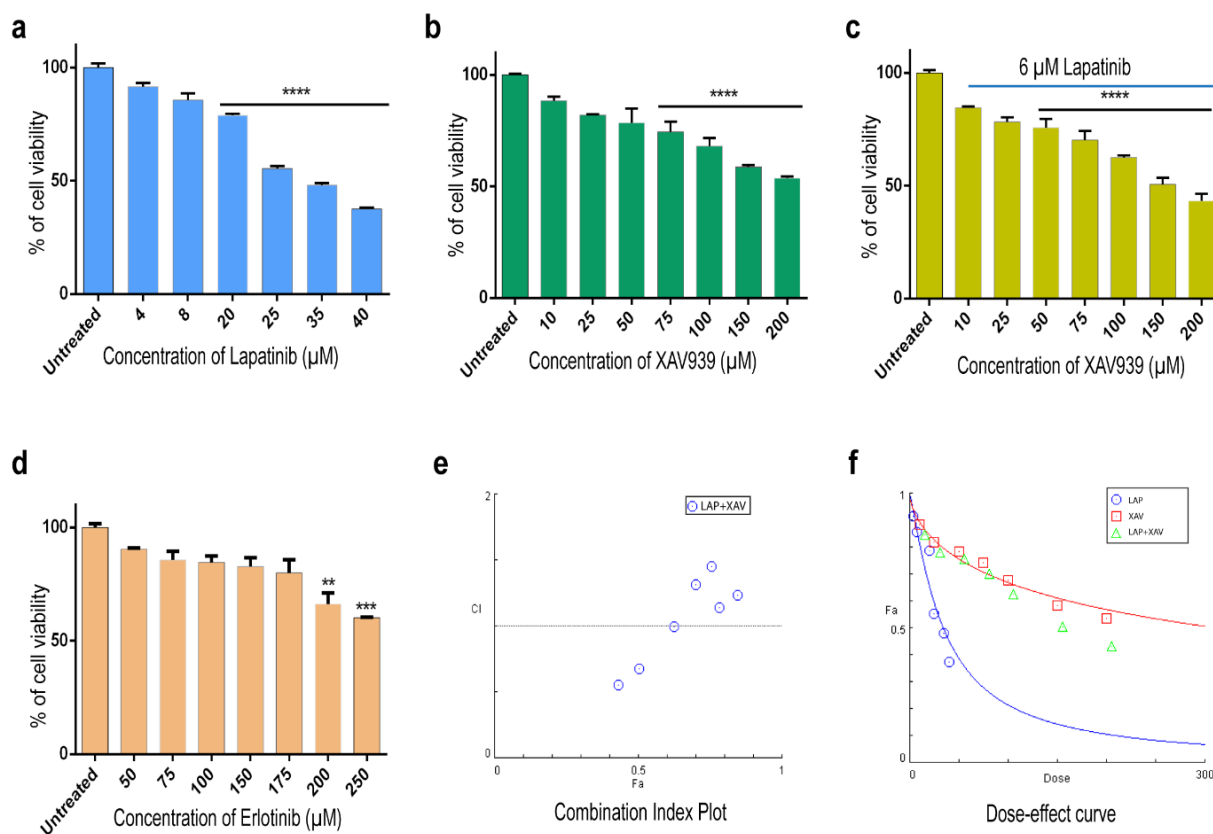 a
% of cell viability
100
50
0
****
Untreated
4
8
20
25
35
40
Concentration of Lapatinib (µM)
b
% of cell viability
100
50
0
****
Untreated
10
25
50
75
100
150
200
Concentration of XAV939 (µM)
c
% of cell viability
100
50
0
6 µM Lapatinib
****
Untreated
10
25
50
75
100
150
200
Concentration of XAV939 (µM)
d
% of cell viability
100
50
0
**
***
Untreated
50
75
100
150
175
200
250
Concentration of Erlotinib (µM)
e
2
CI
0
LAP+XAV
0
0.5
1
Fa
Combination Index Plot
f
1
Fa
0.5
0
LAP
XAV
LAP+XAV
0
Dose
300
Dose-effect curve